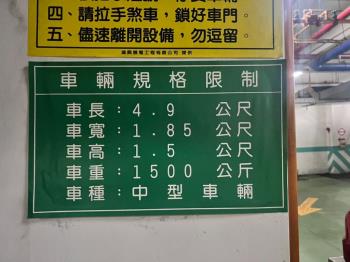 四、請拉手煞車，鎖好車門。
五、儘速離開設備，勿逗留。
車輛規格限制
車長：4.9 公尺
車寬：1.85 公尺
車高：1.5 公尺
車重：1500 公斤
車種：中型車輛